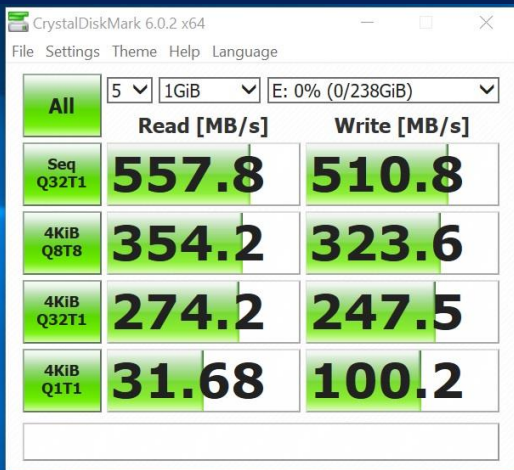 CrystalDiskMark 6.0.2 x64
File Settings Theme Help Language
All 5 1GiB E: 0% (0/238GiB)
Read [MB/s] Write [MB/s]
Seq Q32T1 557.8 510.8
4KiB Q8T8 354.2 323.6
4KiB Q32T1 274.2 247.5
4KiB Q1T1 31.68 100.2